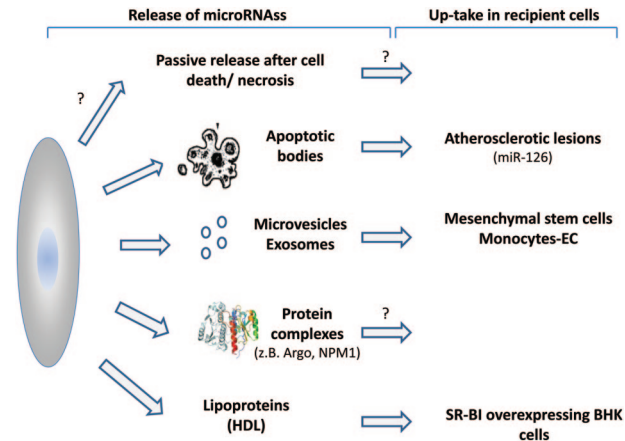 Release of microRNAss
Up-take in recipient cells
Passive release after cell
death/ necrosis
?
?
Apoptotic
bodies
Atherosclerotic lesions
(miR-126)
Microvesicles
Exosomes
Mesenchymal stem cells
Monocytes-EC
Protein
complexes
(z.B. Argo, NPM1)
?
Lipoproteins
(HDL)
SR-BI overexpressing BHK
cells